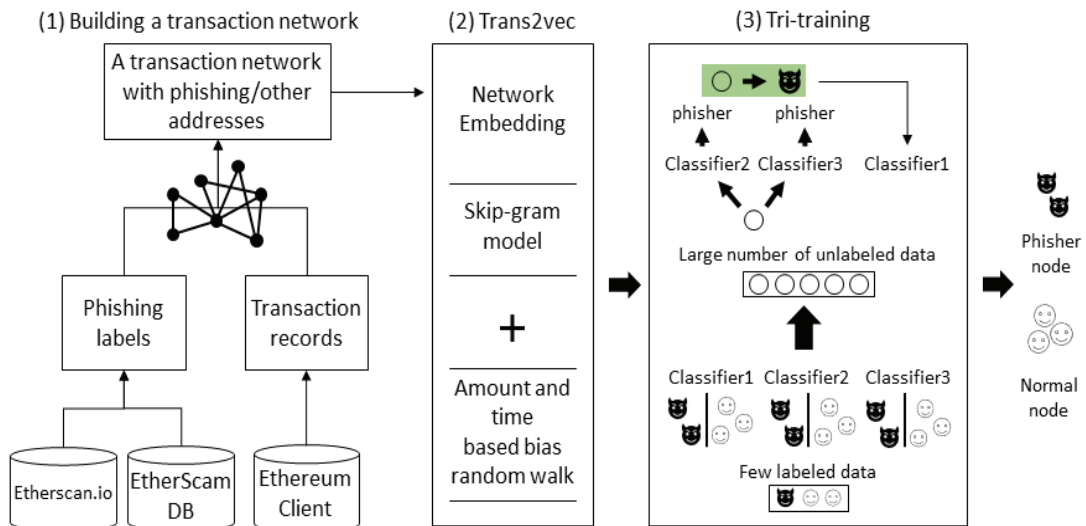 (1) Building a transaction network
A transaction network
with phishing/other
addresses
Phishing
labels
Transaction
records
Etherscan.io
EtherScam
DB
Ethereum
Client
(2) Trans2vec
Network
Embedding
Skip-gram
model
+
Amount and
time
based bias
random walk
(3) Tri-training
phisher
phisher
Classifier2
Classifier3
Classifier1
Large number of unlabeled data
Classifier1
Classifier2
Classifier3
Few labeled data
Phisher
node
Normal
node